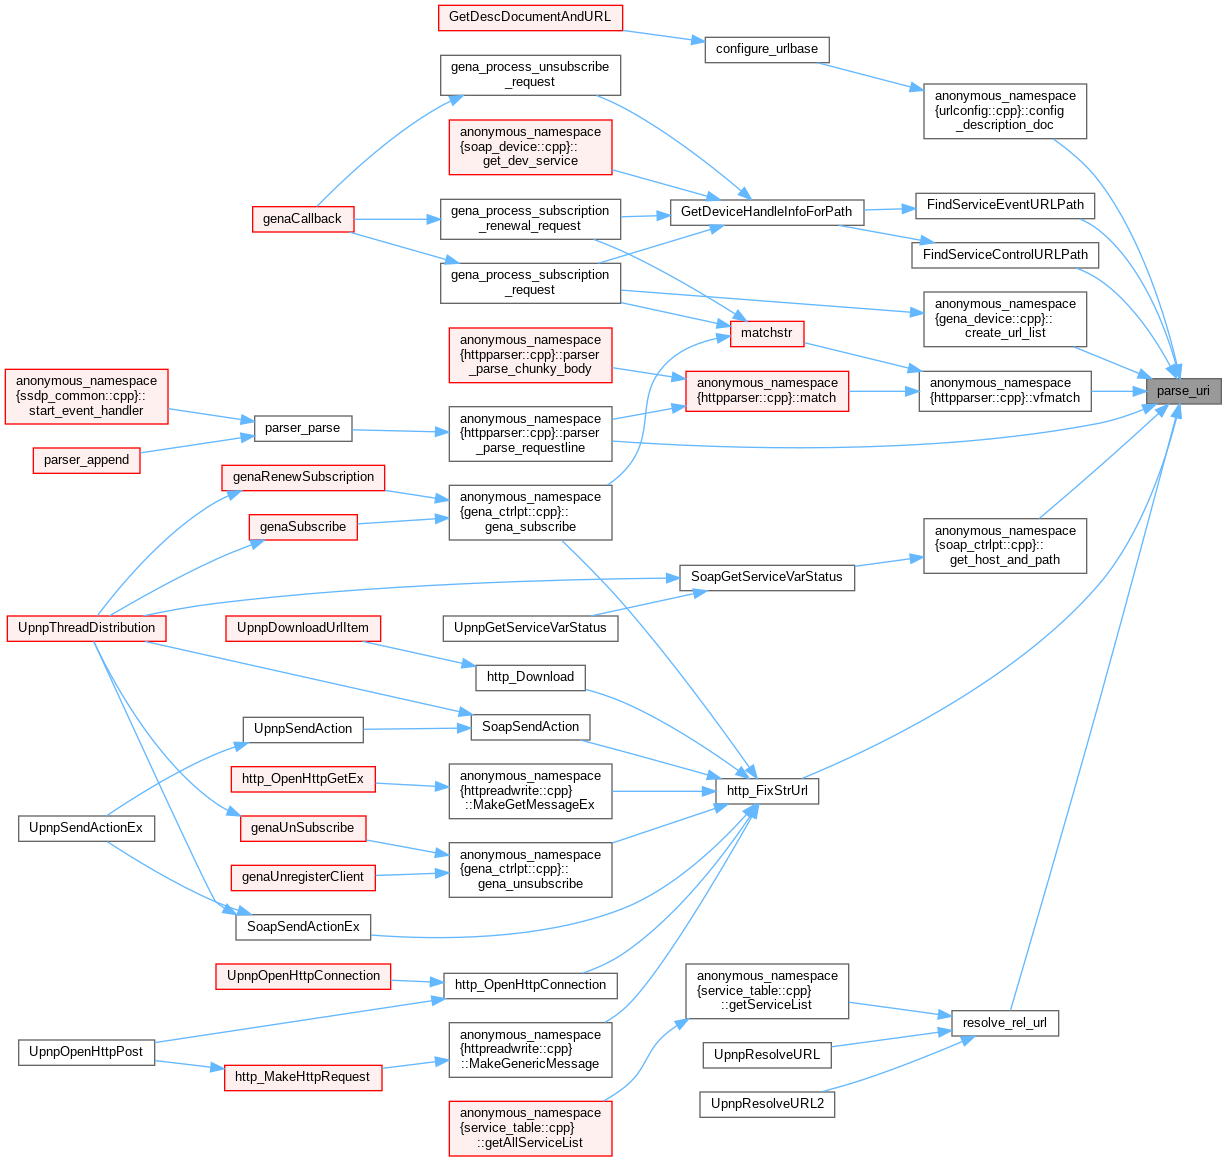 GetDescDocumentAndURL
configure_urlbase
gena_process_unsubscribe
_request
anonymous_namespace
{urlconfig::cpp}::config
_description_doc
anonymous_namespace
{soap_device::cpp}::
get_dev_service
genaCallback
gena_process_subscription
_renewal_request
GetDeviceHandleInfoForPath
FindServiceEventURLPath
FindServiceControlURLPath
gena_process_subscription
_request
anonymous_namespace
{gena_device::cpp}::
create_url_list
matchstr
anonymous_namespace
{httpparser::cpp}::parser
_parse_chunky_body
anonymous_namespace
{ssdp_common::cpp}::
start_event_handler
anonymous_namespace
{httpparser::cpp}::match
anonymous_namespace
{httpparser::cpp}::vfmatch
parse_uri
parser_parse
anonymous_namespace
{httpparser::cpp}::parser
_parse_requestline
parser_append
genaRenewSubscription
anonymous_namespace
{gena_ctrlpt::cpp}::
gena_subscribe
genaSubscribe
anonymous_namespace
{soap_ctrlpt::cpp}::
get_host_and_path
SoapGetServiceVarStatus
UpnpThreadDistribution
UpnpDownloadUrlItem
UpnpGetServiceVarStatus
http_Download
UpnpSendAction
SoapSendAction
http_OpenHttpGetEx
anonymous_namespace
{httpreadwrite::cpp}
::MakeGetMessageEx
http_FixStrUrl
UpnpSendActionEx
genaUnSubscribe
anonymous_namespace
{gena_ctrlpt::cpp}::
gena_unsubscribe
genaUnregisterClient
SoapSendActionEx
UpnpOpenHttpConnection
http_OpenHttpConnection
anonymous_namespace
{service_table::cpp}
::getServiceList
resolve_rel_url
UpnpOpenHttpPost
http_MakeHttpRequest
anonymous_namespace
{httpreadwrite::cpp}
::MakeGenericMessage
UpnpResolveURL
UpnpResolveURL2
anonymous_namespace
{service_table::cpp}
::getAllServiceList